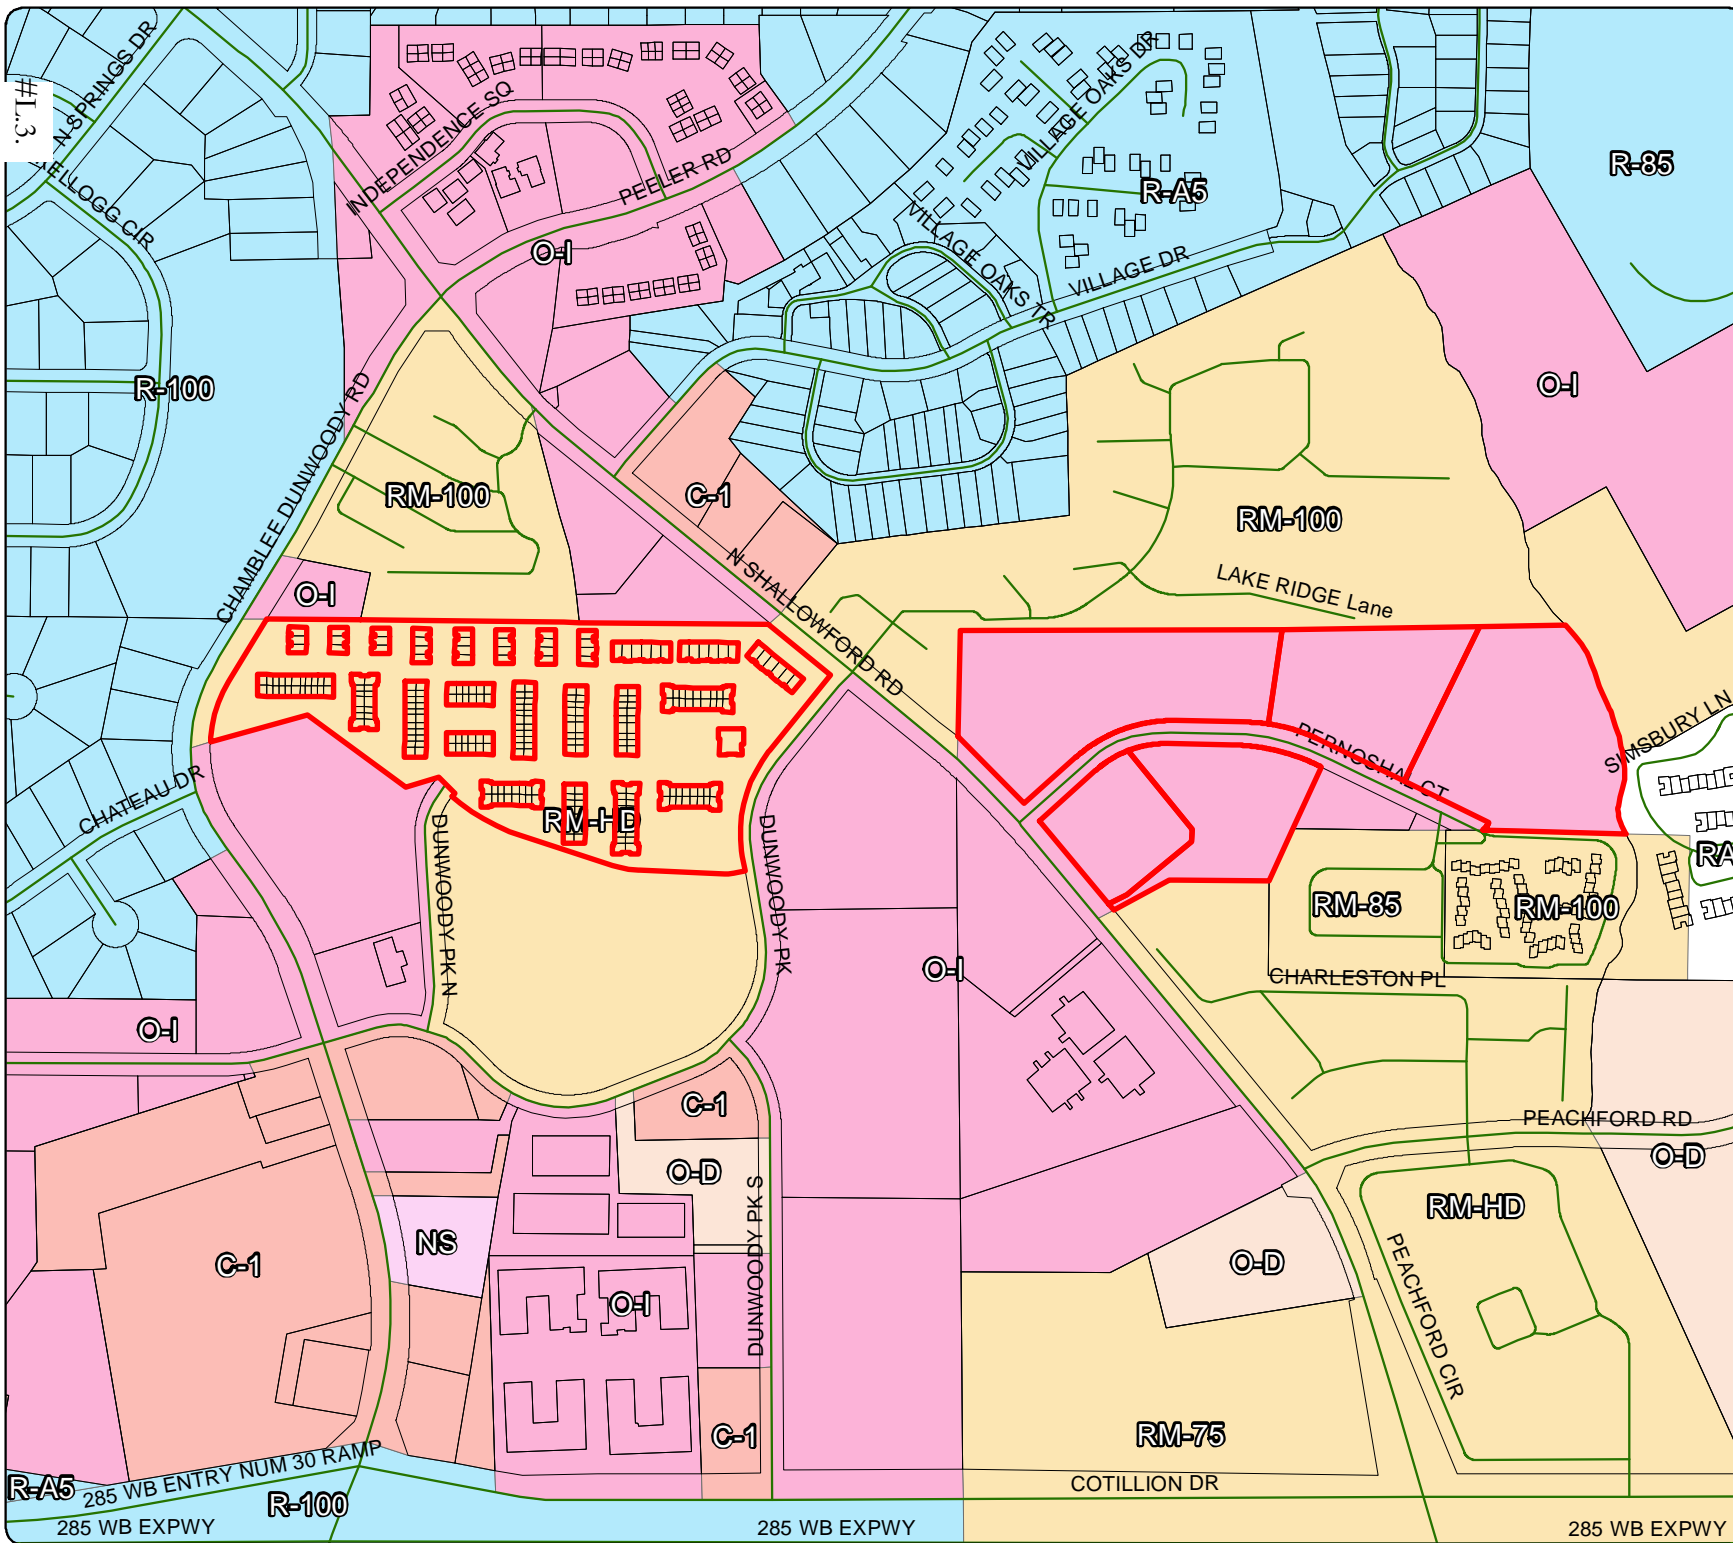 #L.3.
N SPRINGS DR
KELLOGG CIR
INDEPENDENCE SQ
PEELER RD
O-I
VILLAGE OAKS DR
VILLAGE OAKS TR
VILLAGE DR
R-A5
R-85
R-100
CHAMBLEE DUNWOODY RD
RM-100
C-1
O-I
RM-100
N SHALLOWFORD RD
LAKE RIDGE Lane
O-I
SIMSBURY LN
PERNOSHAL CT
CHATEAU DR
RM-HD
DUNWOODY PK N
DUNWOODY PK
RA
RM-85
RM-100
O-I
CHARLESTON PL
O-I
C-1
PEACHFORD RD
O-D
O-D
DUNWOODY PK S
RM-HD
NS
C-1
O-D
O-I
PEACHFORD CIR
C-1
RM-75
R-A5
285 WB ENTRY NUM 30 RAMP
COTILLION DR
R-100
285 WB EXPWY
285 WB EXPWY
285 WB EXPWY